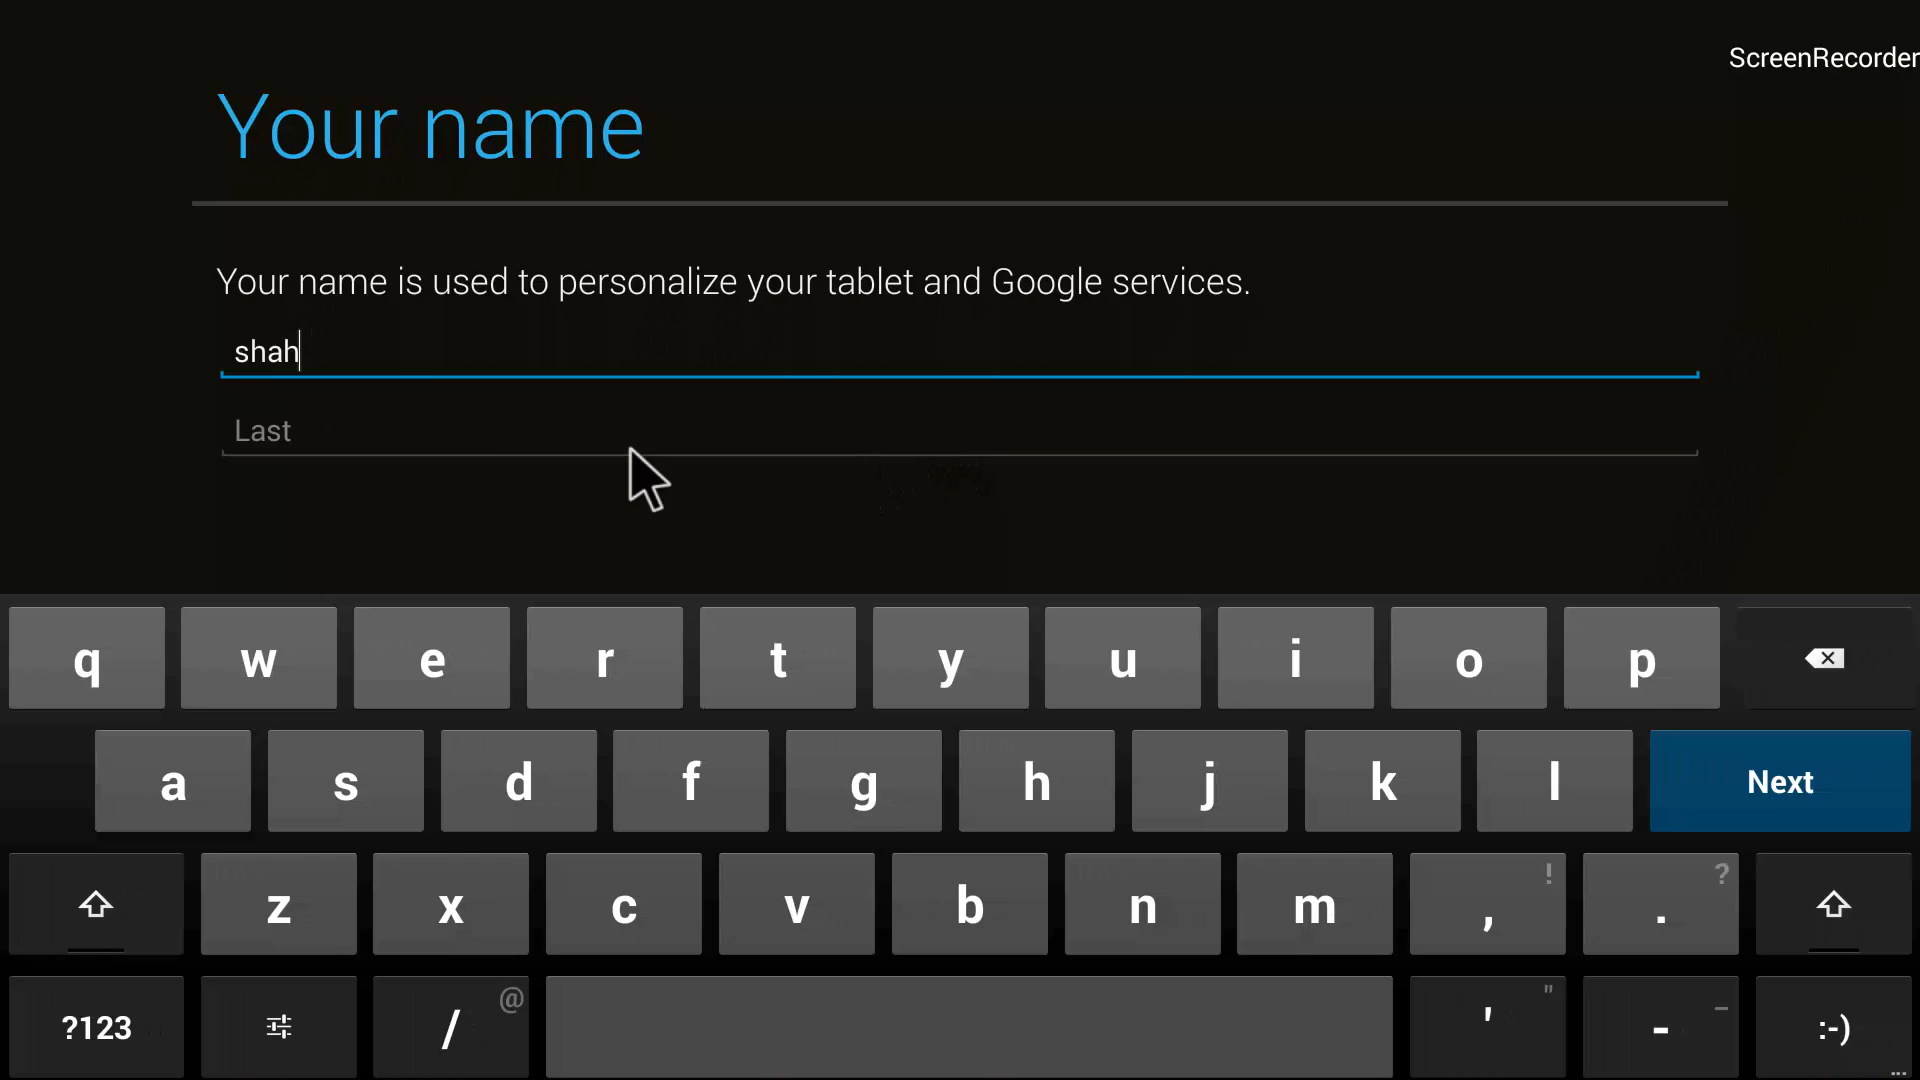 ScreenRecorder
Your name
Your name is used to personalize your tablet and Google services.
shah
Last
q w e r t y u i o p
a s d f g h j k l Next
z x c v b n m , ! . ?
?123 / @ ' " - _ :-) ...